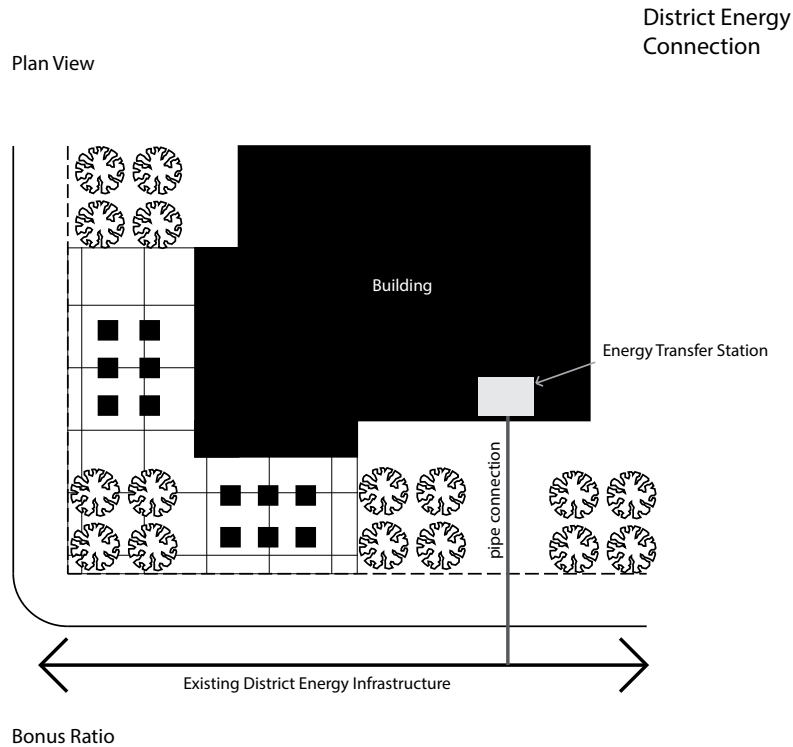 District Energy
Connection
Plan View
Building
Energy Transfer Station
pipe connection
Existing District Energy Infrastructure
Bonus Ratio